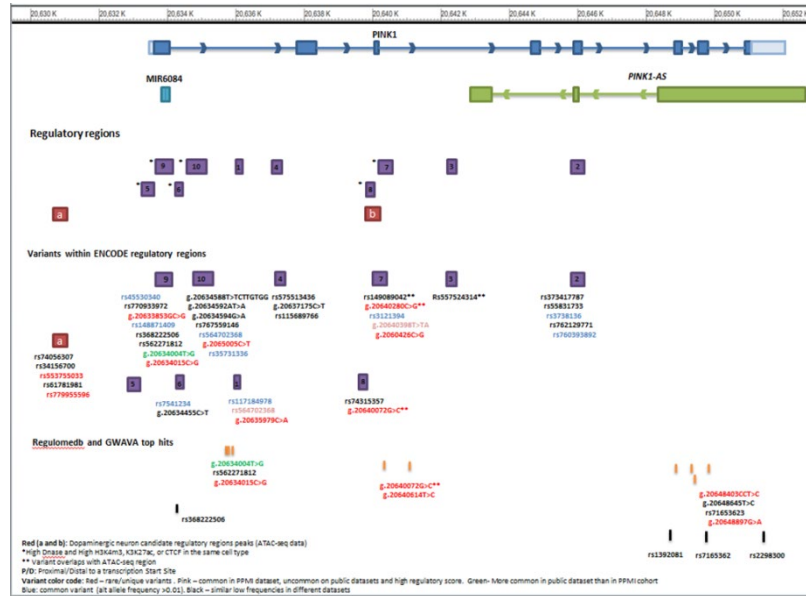 20,630 K 20,632 K 20,634 K 20,636 K 20,638 K 20,640 K 20,642 K 20,644 K 20,646 K 20,648 K 20,650 K 20,652 K
PINK1
MIR6084
PINK1-AS
Regulatory regions
* 9 * 10 1 4 * 7 3 2
* 5 * 6 * 8
a b
Variants within ENCODE regulatory regions
9 10 4 7 3 2
rs45530340
rs770933972
g.20633853GC>G
rs148871409
rs368222506
rs562271812
g.20634004T>G
g.20634015C>G
g.20634588T>TCTTGTGG
g.20634592AT>A
g.20634594G>A
rs767559146
rs564702368
g.2065005C>T
rs35731336
rs575513436
g.20637175C>T
rs115689766
rs149089042**
g.20640280C>G**
rs3121394
g.20640398T>TA
g.2060426C>G
Rs557524314**
rs373417787
rs55831733
rs3738136
rs762129771
rs760393892
a
rs74056307
rs34156700
rs553755033
rs61781981
rs779955596
5 6 1 8
rs7541234
g.20634455C>T
rs117184978
rs564702368
g.20635979C>A
rs74315357
g.20640072G>C**
Regulomedb and GWAVA top hits
g.20634004T>G
rs562271812
g.20634015C>G
g.20640072G>C**
g.20640614T>C
g.20648403CCT>C
g.20648645T>C
rs71653623
g.20648897G>A
rs368222506
rs1392081 rs7165362 rs2298300
Red (a and b): Dopaminergic neuron candidate regulatory regions peaks (ATAC-seq data)
*High Dnase and High H3K4m3, K3K27ac, or CTCF in the same cell type
** Variant overlaps with ATAC-seq region
P/D: Proximal/Distal to a transcription Start Site
Variant color code: Red – rare/unique variants . Pink – common in PPMI dataset, uncommon on public datasets and high regulatory score. Green- More common in public dataset than in PPMI cohort
Blue: common variant (alt allele frequency >0.01). Black – similar low frequencies in different datasets